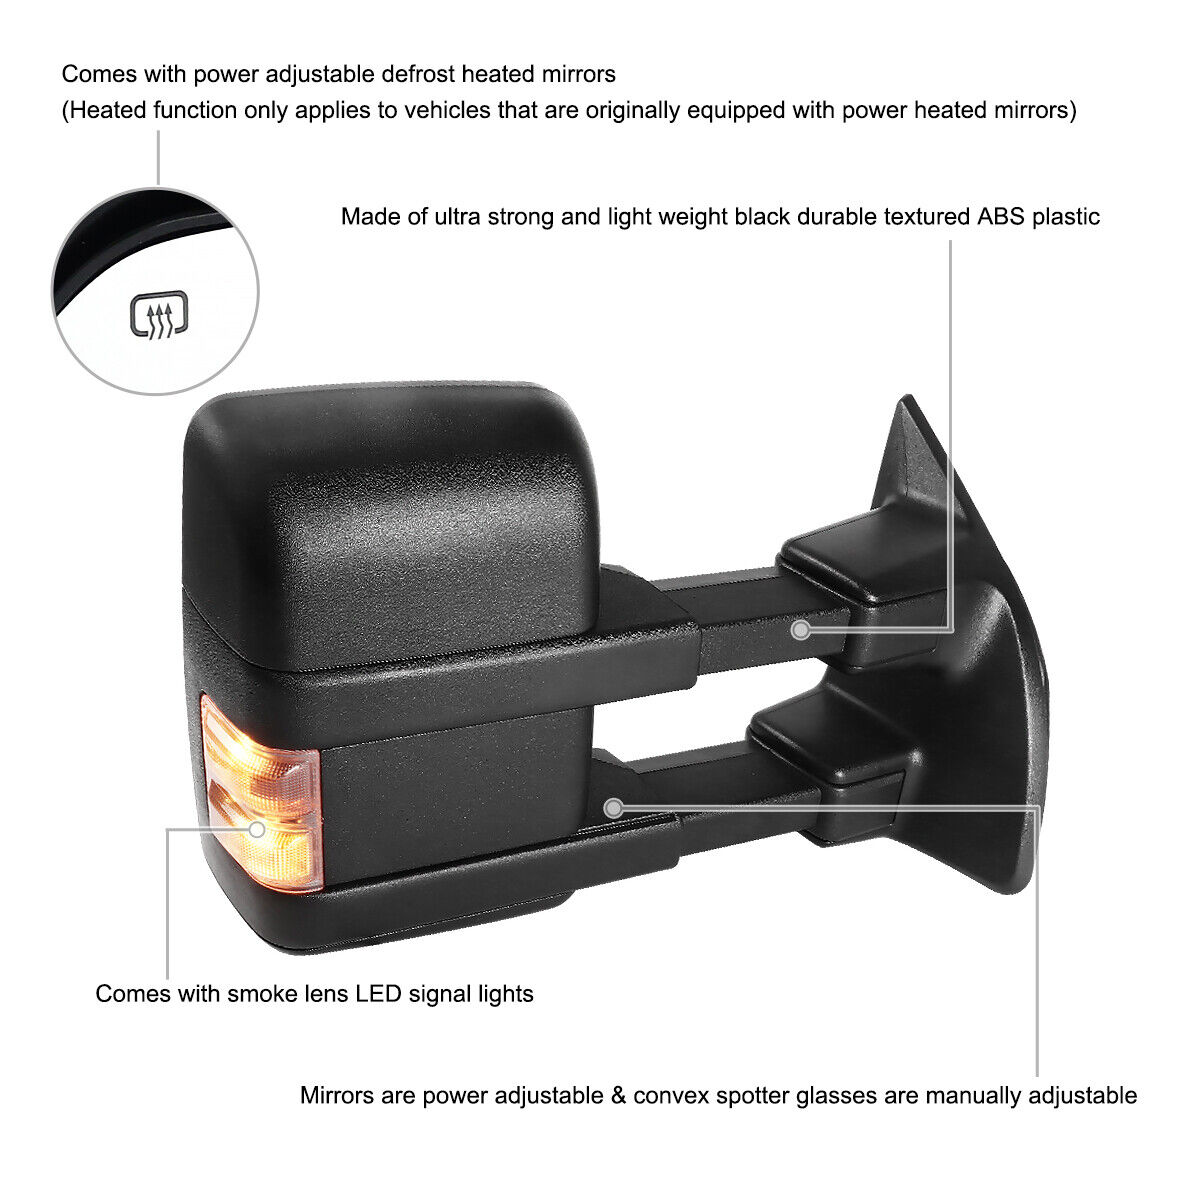 Comes with power adjustable defrost heated mirrors
(Heated function only applies to vehicles that are originally equipped with power heated mirrors)
Made of ultra strong and light weight black durable textured ABS plastic
Comes with smoke lens LED signal lights
Mirrors are power adjustable & convex spotter glasses are manually adjustable